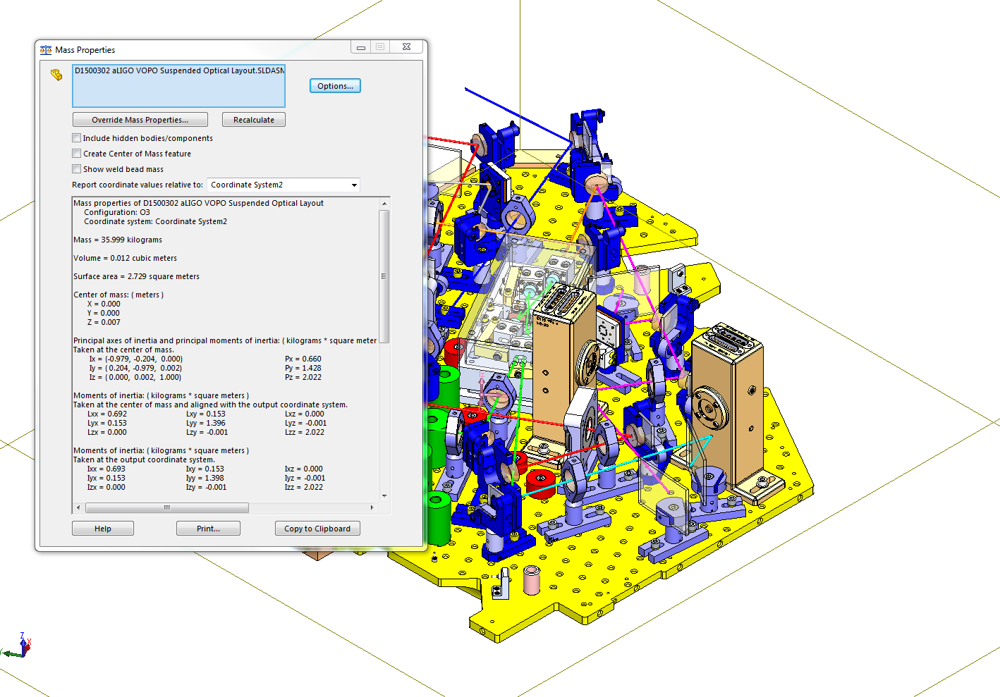 Mass Properties
D1500302 aLIGO VOPO Suspended Optical Layout.SLDASM
Options...
Override Mass Properties...
Recalculate
Include hidden bodies/components
Create Center of Mass feature
Show weld bead mass
Report coordinate values relative to: Coordinate System2
Mass properties of D1500302 aLIGO VOPO Suspended Optical Layout
Configuration: O3
Coordinate system: Coordinate System2
Mass = 35.999 kilograms
Volume = 0.012 cubic meters
Surface area = 2.729 square meters
Center of mass: ( meters )
X = 0.000
Y = 0.000
Z = 0.007
Principal axes of inertia and principal moments of inertia: ( kilograms * square meter
Taken at the center of mass.
Ix = (-0.979, -0.204, 0.000) Px = 0.660
Iy = ( 0.204, -0.979, 0.002) Py = 1.428
Iz = ( 0.000, 0.002, 1.000) Pz = 2.022
Moments of inertia: ( kilograms * square meters )
Taken at the center of mass and aligned with the output coordinate system.
Lxx = 0.692 Lxy = 0.153 Lxz = 0.000
Lyx = 0.153 Lyy = 1.396 Lyz = -0.001
Lzx = 0.000 Lzy = -0.001 Lzz = 2.022
Moments of inertia: ( kilograms * square meters )
Taken at the output coordinate system.
Ixx = 0.693 Ixy = 0.153 Ixz = 0.000
Iyx = 0.153 Iyy = 1.398 Iyz = -0.001
Izx = 0.000 Izy = -0.001 Izz = 2.022
Help
Print...
Copy to Clipboard
Z
X